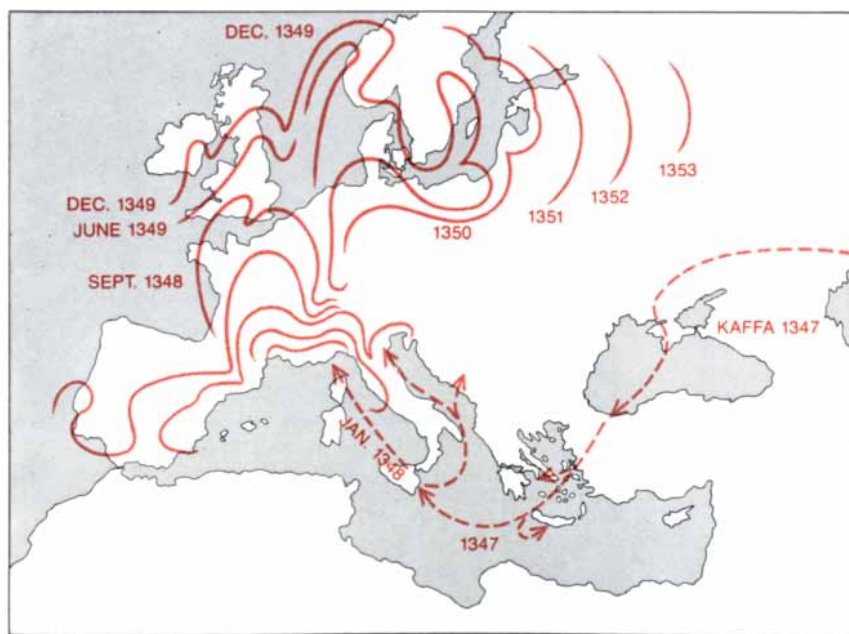 DEC. 1349
DEC. 1349
JUNE 1349
SEPT. 1348
1350
1351
1352
1353
KAFFA 1347
JAN. 1348
1347